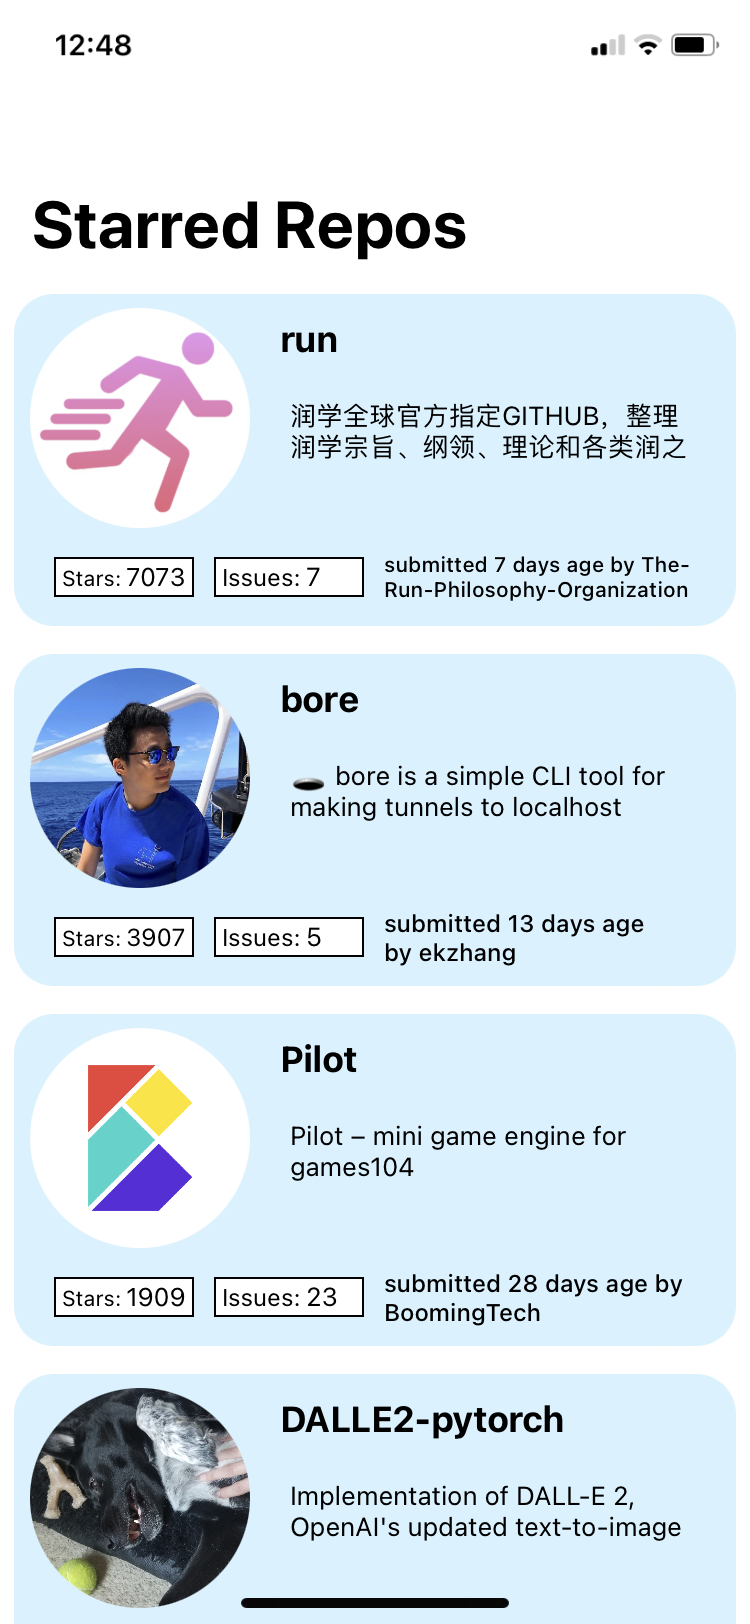 12:48
Starred Repos
run
润学全球官方指定GITHUB，整理
润学宗旨、纲领、理论和各类润之
Stars: 7073
Issues: 7
submitted 7 days age by The-
Run-Philosophy-Organization
bore
🕳 bore is a simple CLI tool for
making tunnels to localhost
Stars: 3907
Issues: 5
submitted 13 days age
by ekzhang
Pilot
Pilot – mini game engine for
games104
Stars: 1909
Issues: 23
submitted 28 days age by
BoomingTech
DALLE2-pytorch
Implementation of DALL-E 2,
OpenAI's updated text-to-image